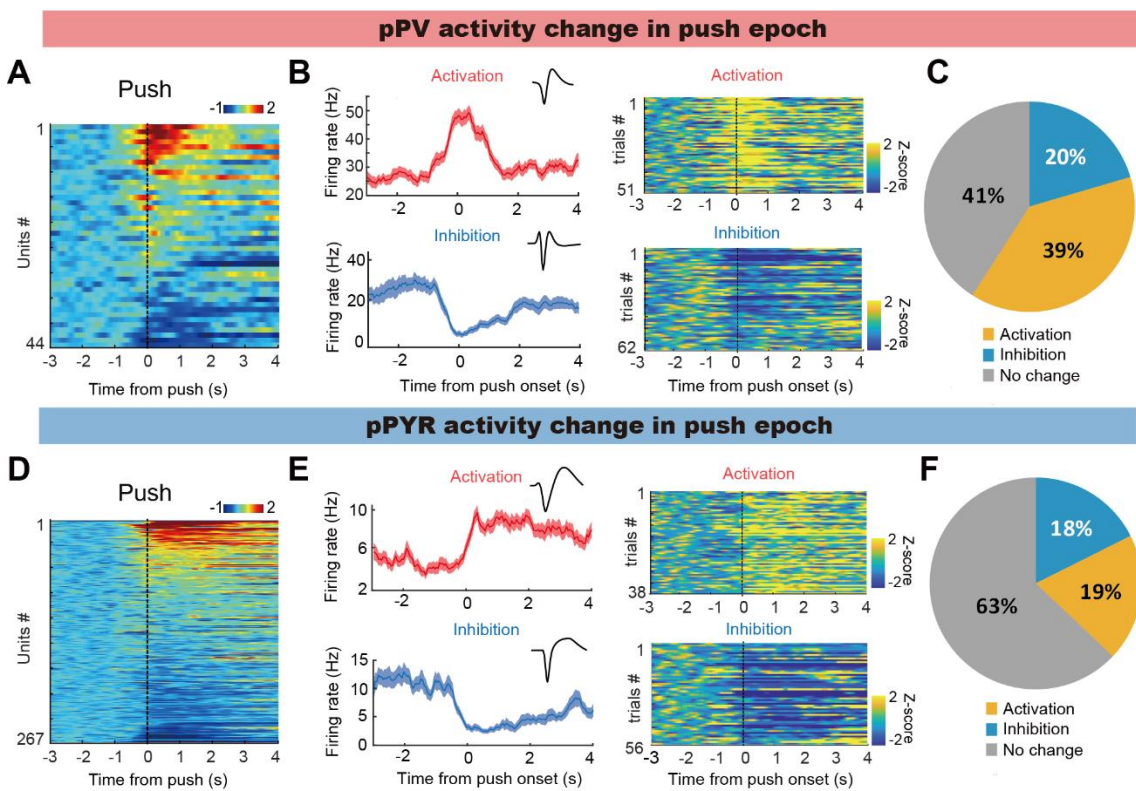 pPV activity change in push epoch
A
Push
-1 2
1
Units #
44
-3 -2 -1 0 1 2 3 4
Time from push (s)
B
Activation
Firing rate (Hz)
50
40
30
20
-2 0 2 4
Inhibition
Firing rate (Hz)
40
20
0
-2 0 2 4
Time from push onset (s)
Activation
1
trials #
51
2
-2
Z-score
Inhibition
1
trials #
62
2
-2
Z-score
-3 -2 -1 0 1 2 3 4
Time from push onset (s)
C
20%
41%
39%
Activation
Inhibition
No change
pPYR activity change in push epoch
D
Push
-1 2
1
Units #
267
-3 -2 -1 0 1 2 3 4
Time from push (s)
E
Activation
Firing rate (Hz)
10
8
6
4
2
-2 0 2 4
Inhibition
Firing rate (Hz)
15
10
5
0
-2 0 2 4
Time from push onset (s)
Activation
1
trials #
38
2
-2
Z-score
-3 -2 -1 0 1 2 3 4
Inhibition
1
trials #
56
2
-2
Z-score
-3 -2 -1 0 1 2 3 4
Time from push onset (s)
F
18%
19%
63%
Activation
Inhibition
No change